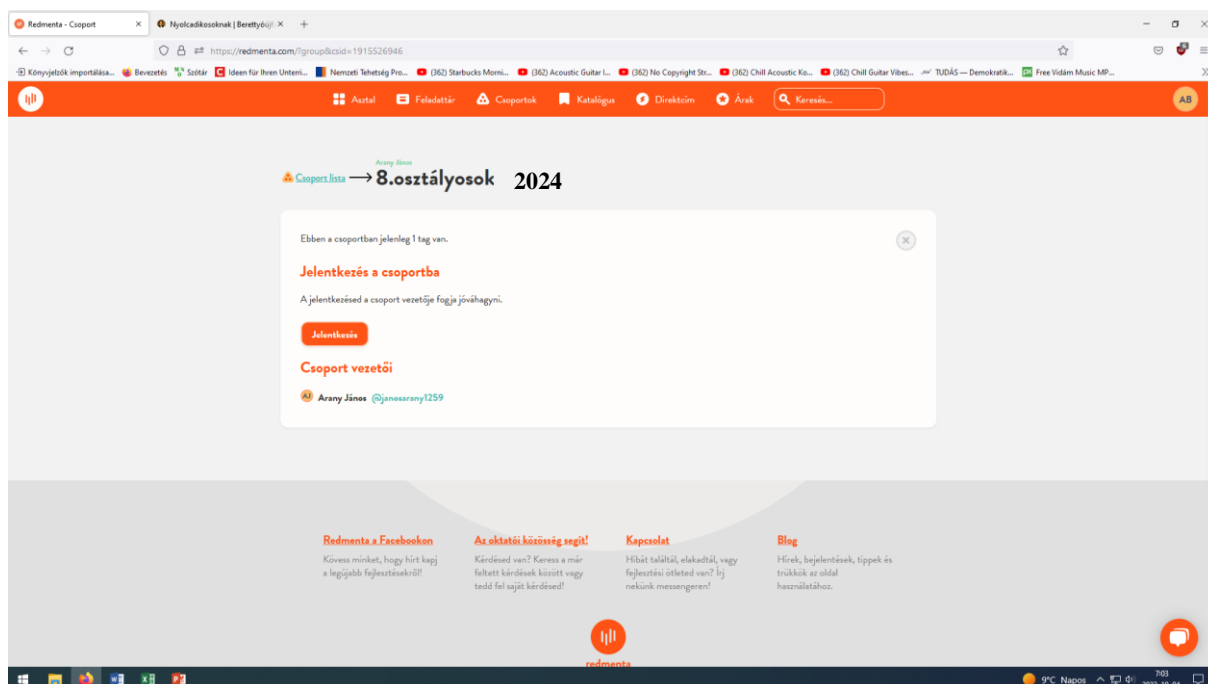 Redmenta - Csoport
Nyolcadikosoknak | Berettyóújf
https://redmenta.com/?group&csid=1915526946
Könyvjelzők importálása...
Bevezetés
Szótár
Ideen für Ihren Unterri...
Nemzeti Tehetség Pro...
(362) Starbucks Morni...
(362) Acoustic Guitar I...
(362) No Copyright Str...
(362) Chill Acoustic Ko...
(362) Chill Guitar Vibes...
TUDÁS — Demokratik...
Free Vidám Music MP...
Asztal
Feladattár
Csoportok
Katalógus
Direktcím
Árak
Keresés...
AB
Arany János
Csoport lista → 8.osztályosok 2024
Ebben a csoportban jelenleg 1 tag van.
Jelentkezés a csoportba
A jelentkezésed a csoport vezetője fogja jóváhagyni.
Jelentkezés
Csoport vezetői
AJ Arany János @janosarany1259
Redmenta a Facebookon
Kövess minket, hogy hírt kapj
a legújabb fejlesztésekről!
Az oktatói közösség segít!
Kérdésed van? Keress a már
feltett kérdések között vagy
tedd fel saját kérdésed!
Kapcsolat
Hibát találtál, elakadtál, vagy
fejlesztési ötleted van? Írj
nekünk messengeren!
Blog
Hírek, bejelentések, tippek és
trükkök az oldal
használatához.
redmenta
9°C Napos
7:03